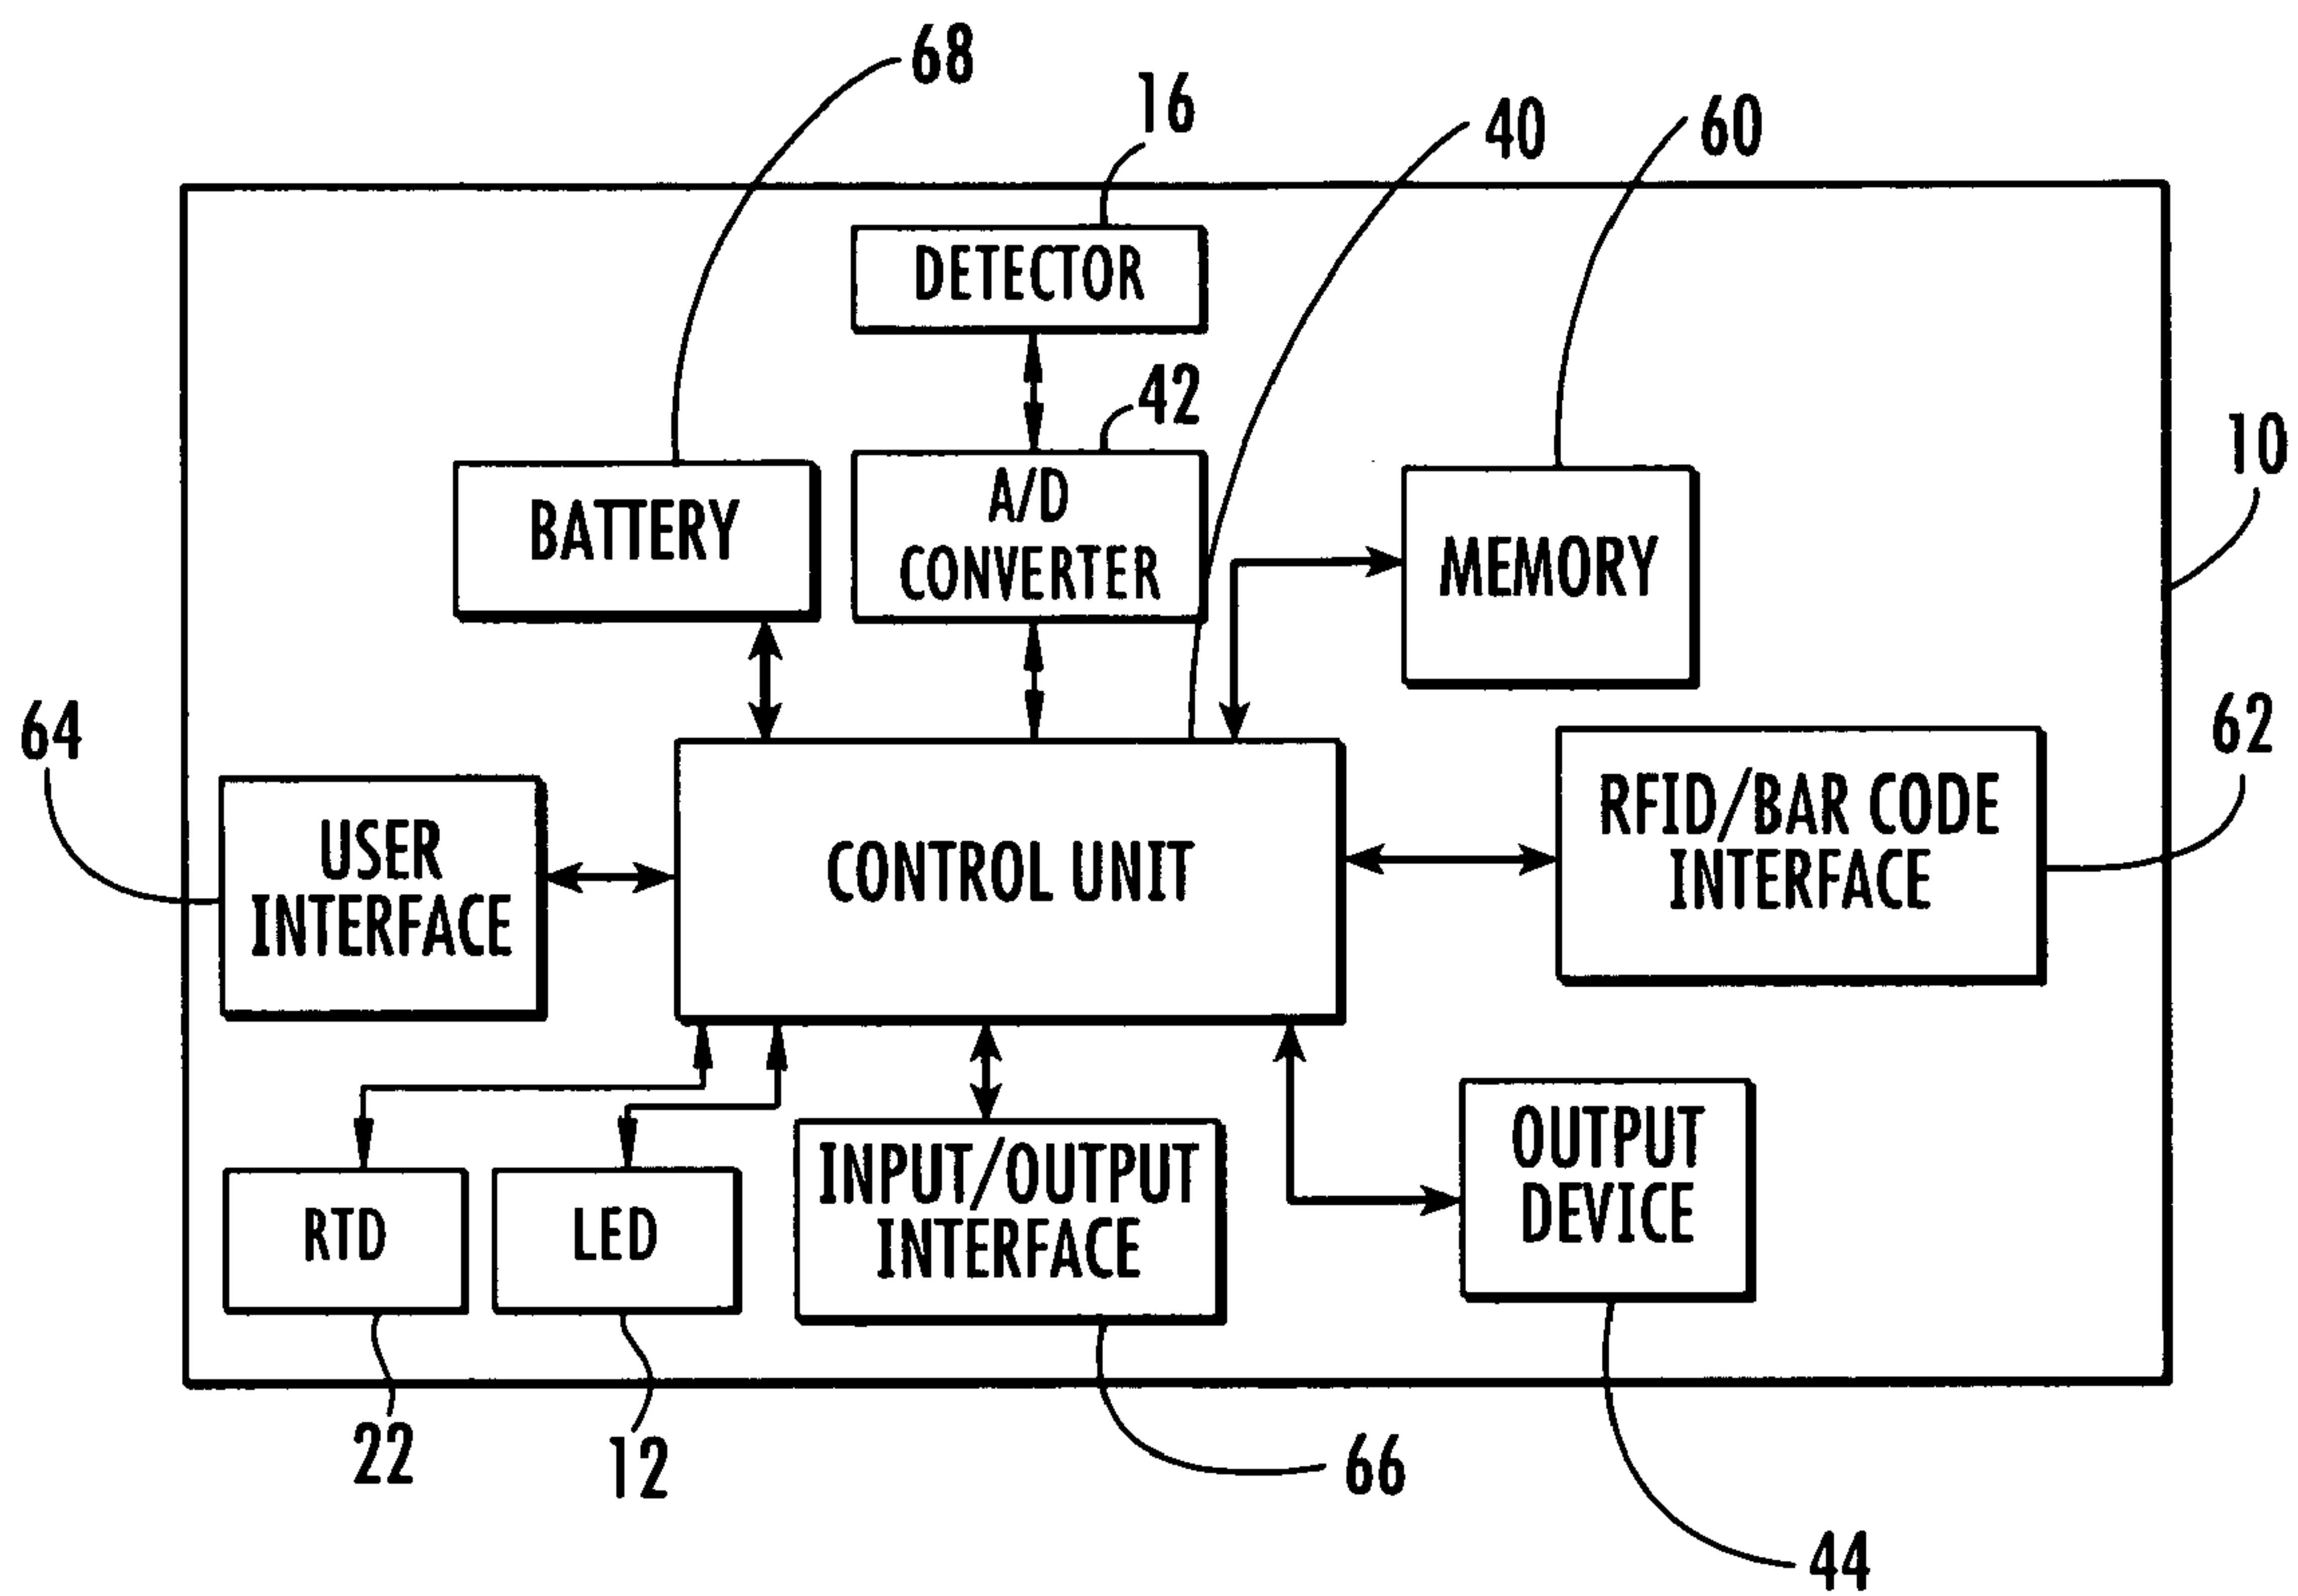 68
16
40
60
DETECTOR
42
10
BATTERY
A/D
CONVERTER
MEMORY
64
62
USER
INTERFACE
CONTROL UNIT
RFID/BAR CODE
INTERFACE
RTD
LED
INPUT/OUTPUT
INTERFACE
OUTPUT
DEVICE
22
12
66
44